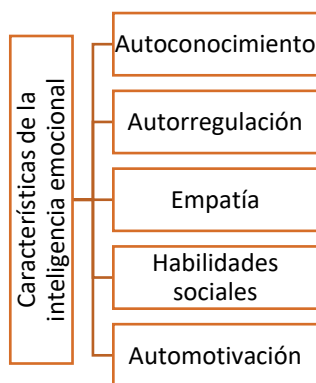 Características de la
inteligencia emocional
Autoconocimiento
Autorregulación
Empatía
Habilidades
sociales
Automotivación